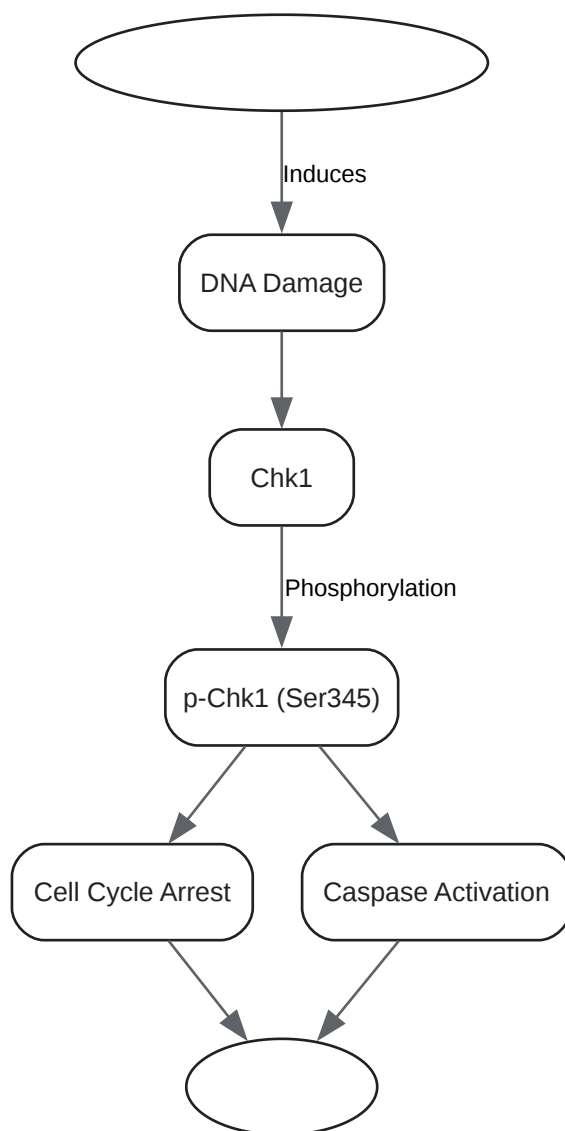 Induces
DNA Damage
Chk1
Phosphorylation
p-Chk1 (Ser345)
Cell Cycle Arrest
Caspase Activation